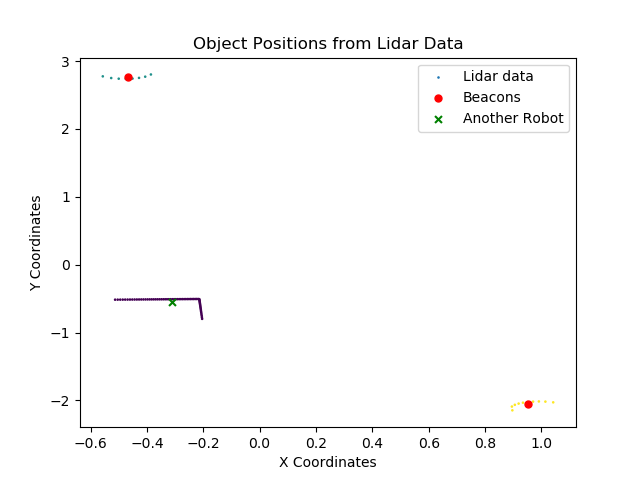 Object Positions from Lidar Data
Lidar data
Beacons
Another Robot
Y Coordinates
3
2
1
0
−1
−2
−0.6 −0.4 −0.2 0.0 0.2 0.4 0.6 0.8 1.0
X Coordinates